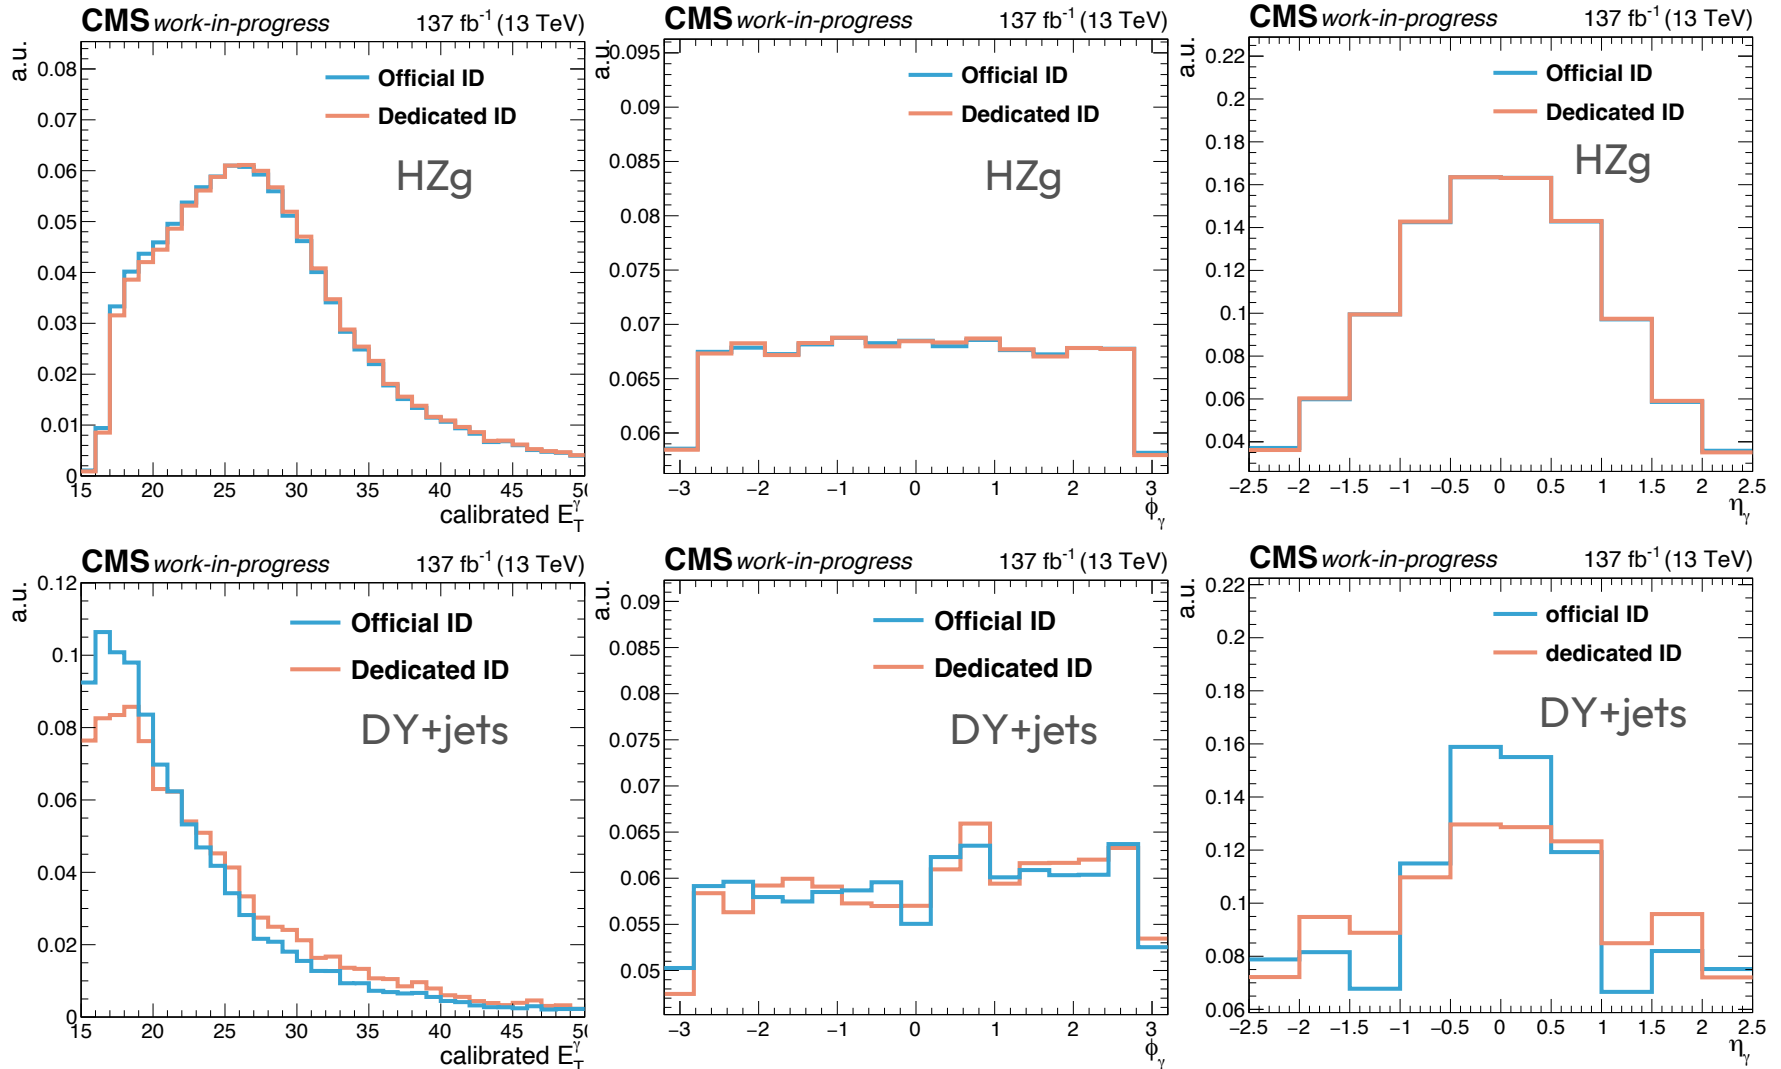 CMS work-in-progress 137 fb⁻¹ (13 TeV)
a.u.
0.08
0.07
0.06
0.05
0.04
0.03
0.02
0.01
0
Official ID
Dedicated ID
HZg
15 20 25 30 35 40 45 50
calibrated E_T^γ
CMS work-in-progress 137 fb⁻¹ (13 TeV)
a.u.
0.095
0.09
0.085
0.08
0.075
0.07
0.065
0.06
Official ID
Dedicated ID
HZg
−3 −2 −1 0 1 2 3
ϕ_γ
CMS work-in-progress 137 fb⁻¹ (13 TeV)
a.u.
0.22
0.2
0.18
0.16
0.14
0.12
0.1
0.08
0.06
0.04
Official ID
Dedicated ID
HZg
−2.5 −2 −1.5 −1 −0.5 0 0.5 1 1.5 2 2.5
η_γ
CMS work-in-progress 137 fb⁻¹ (13 TeV)
a.u.
0.12
0.1
0.08
0.06
0.04
0.02
0
Official ID
Dedicated ID
DY+jets
15 20 25 30 35 40 45 50
calibrated E_T^γ
CMS work-in-progress 137 fb⁻¹ (13 TeV)
a.u.
0.09
0.085
0.08
0.075
0.07
0.065
0.06
0.055
0.05
Official ID
Dedicated ID
DY+jets
−3 −2 −1 0 1 2 3
ϕ_γ
CMS work-in-progress 137 fb⁻¹ (13 TeV)
a.u.
0.22
0.2
0.18
0.16
0.14
0.12
0.1
0.08
0.06
official ID
dedicated ID
DY+jets
−2.5 −2 −1.5 −1 −0.5 0 0.5 1 1.5 2 2.5
η_γ